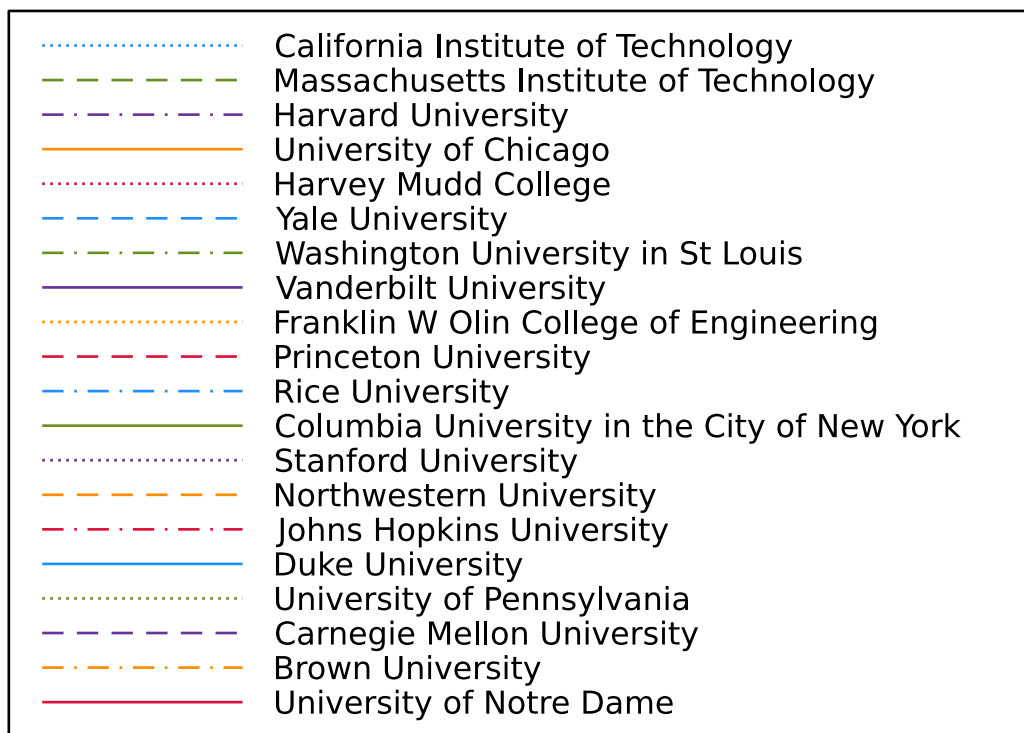 California Institute of Technology
Massachusetts Institute of Technology
Harvard University
University of Chicago
Harvey Mudd College
Yale University
Washington University in St Louis
Vanderbilt University
Franklin W Olin College of Engineering
Princeton University
Rice University
Columbia University in the City of New York
Stanford University
Northwestern University
Johns Hopkins University
Duke University
University of Pennsylvania
Carnegie Mellon University
Brown University
University of Notre Dame